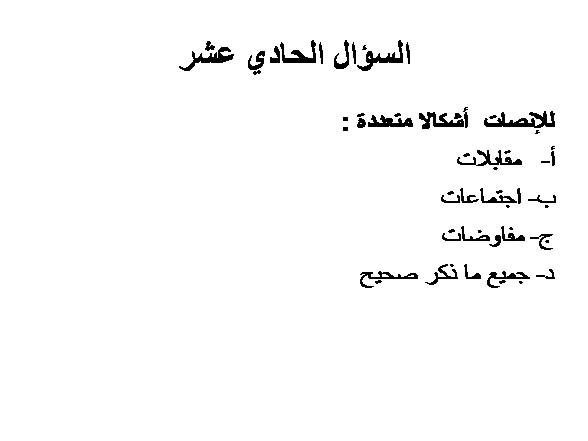 السؤال الحادي عشر
للإنصات أشكالا متعددة :
أ- مقابلات
ب- اجتماعات
ج- مفاوضات
د- جميع ما ذكر صحيح